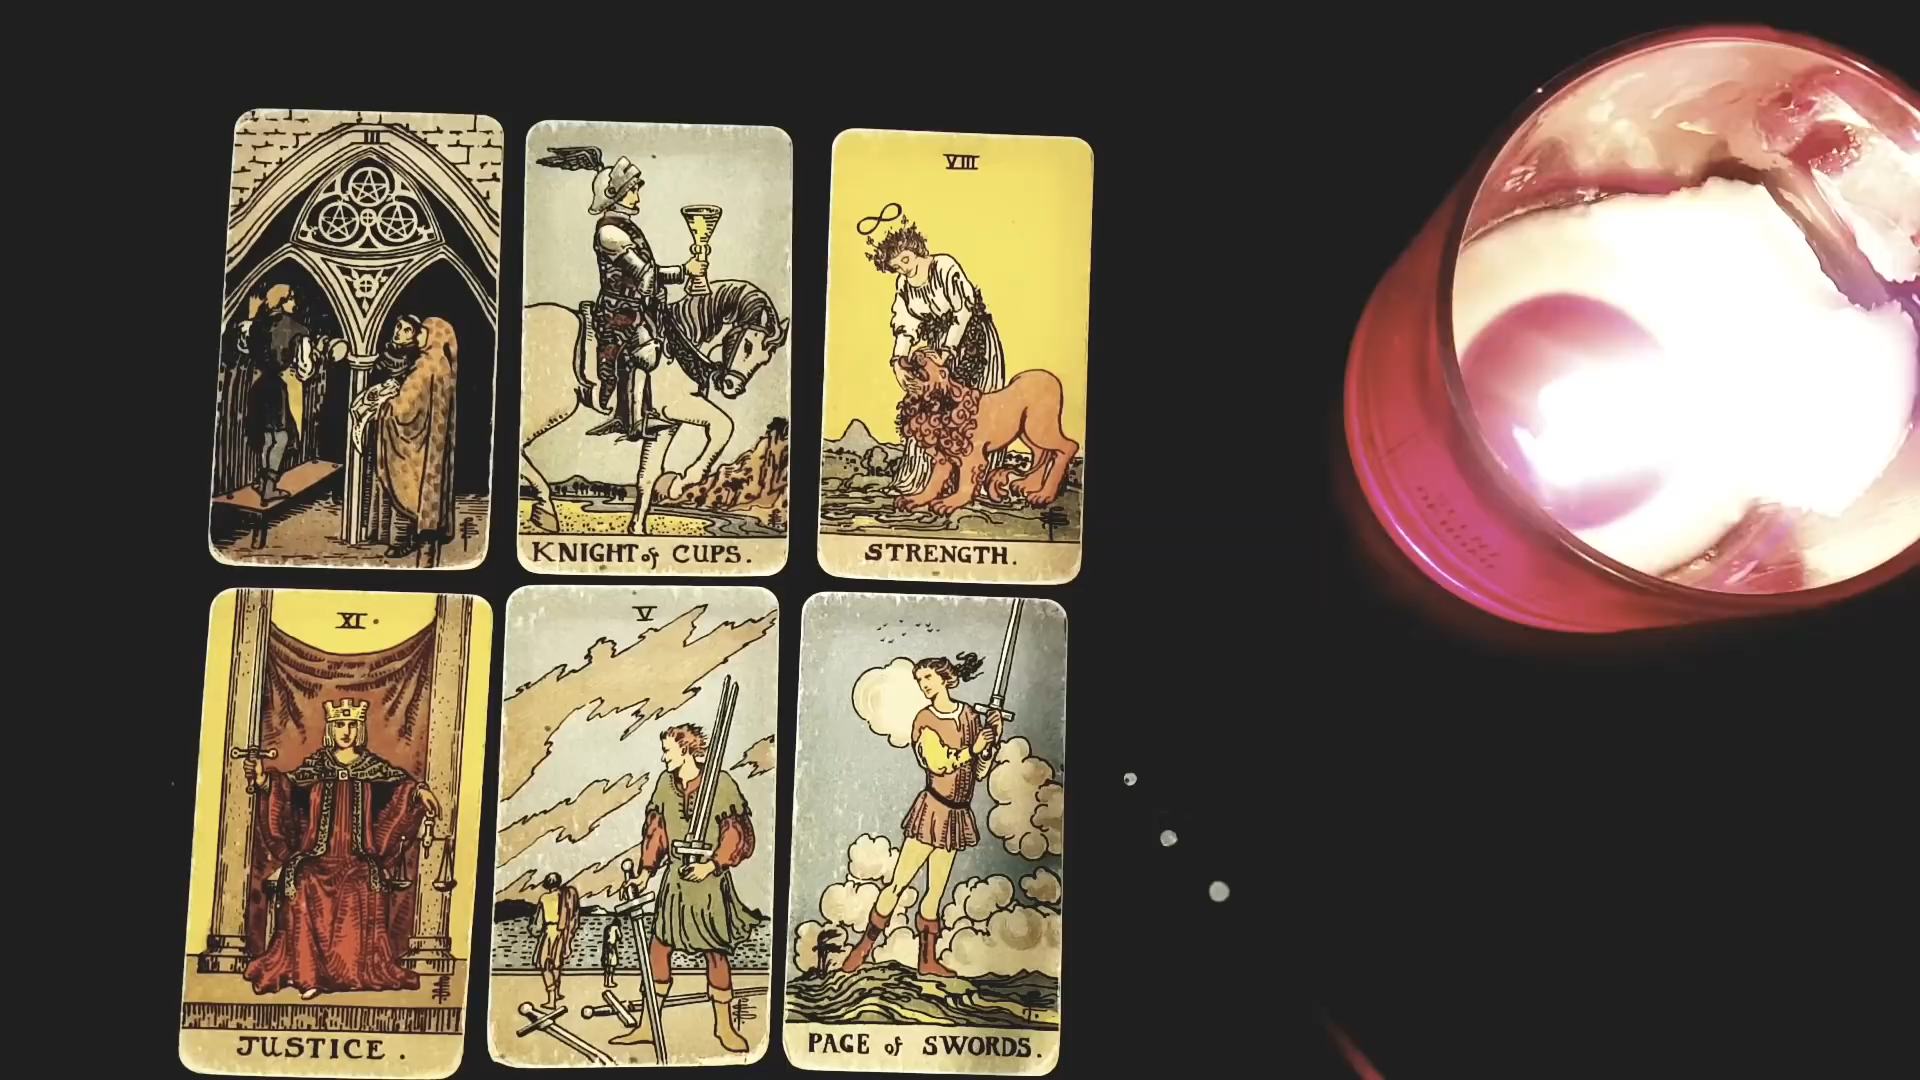 III
KNIGHT of CUPS.
VIII
STRENGTH.
XI.
JUSTICE.
V
PAGE of SWORDS.